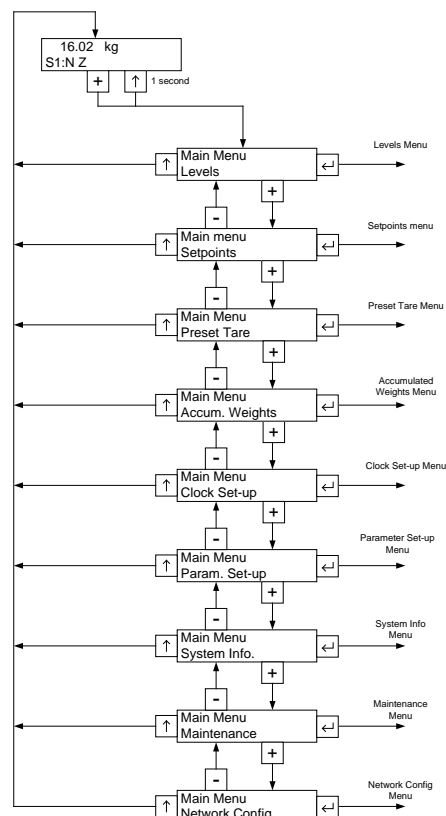 16.02 kg
S1:N Z
+ ↑ 1 second
Main Menu
Levels
↑ ↵
Levels Menu
- +
Main menu
Setpoints
↑ ↵
Setpoints menu
- +
Main Menu
Preset Tare
↑ ↵
Preset Tare Menu
- +
Main Menu
Accum. Weights
↑ ↵
Accumulated
Weights Menu
- +
Main Menu
Clock Set-up
↑ ↵
Clock Set-up Menu
- +
Main Menu
Param. Set-up
↑ ↵
Parameter Set-up
Menu
- +
Main Menu
System Info.
↑ ↵
System Info
Menu
- +
Main Menu
Maintenance
↑ ↵
Maintenance
Menu
- +
Main Menu
Network Config
↑ ↵
Network Config
Menu